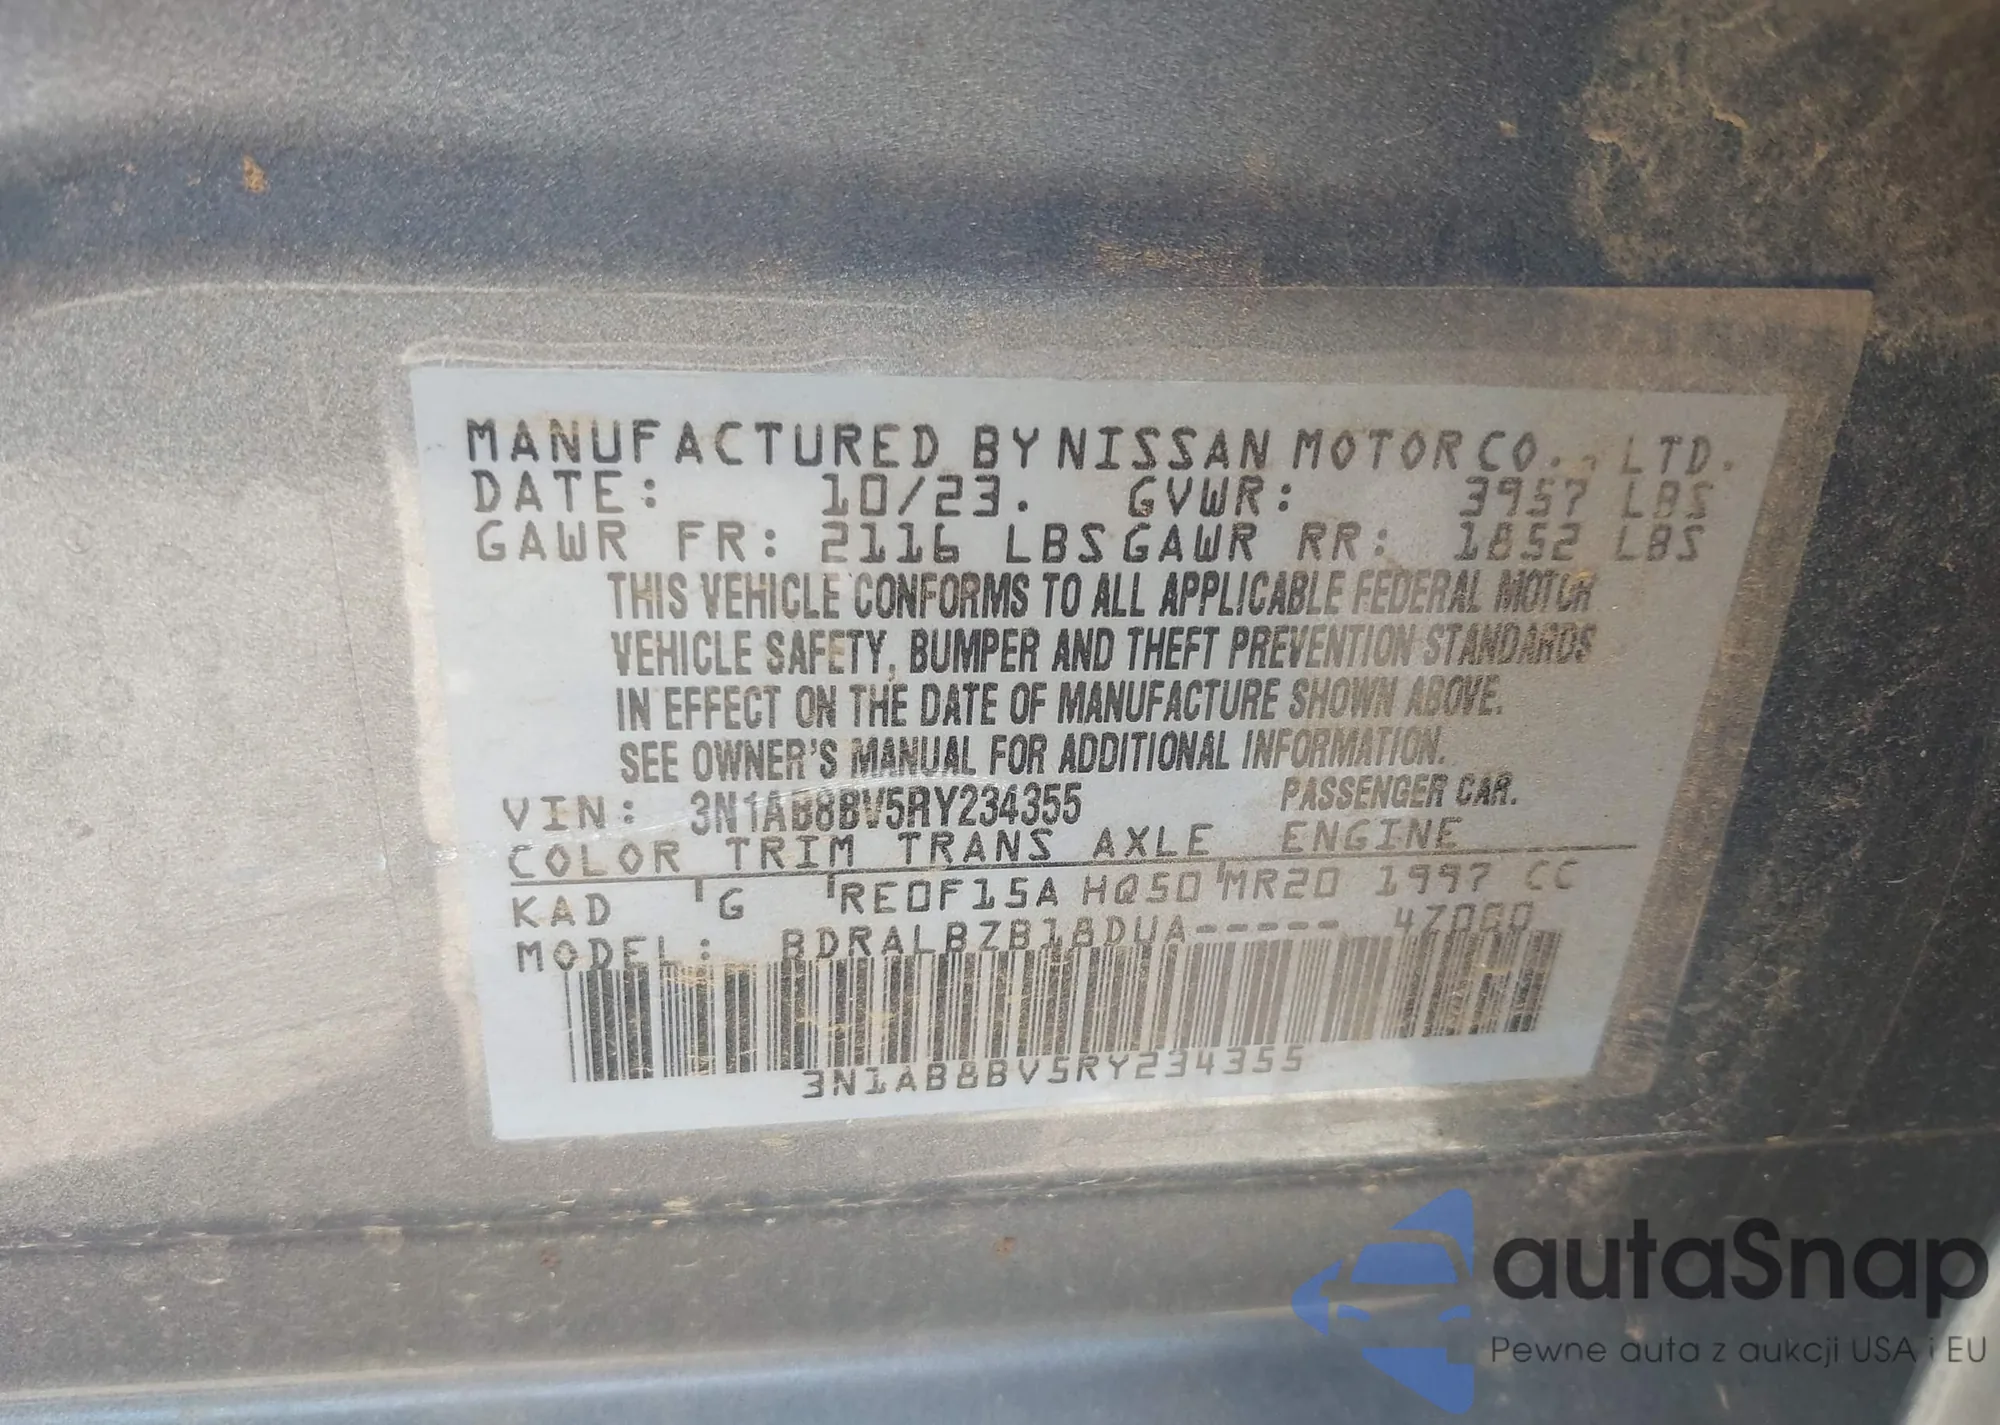 MANUFACTURED BY NISSAN MOTOR CO., LTD.
DATE: 10/23. GVWR: 3957 LBS
GAWR FR: 2116 LBS GAWR RR: 1852 LBS
THIS VEHICLE CONFORMS TO ALL APPLICABLE FEDERAL MOTOR
VEHICLE SAFETY, BUMPER AND THEFT PREVENTION STANDARDS
IN EFFECT ON THE DATE OF MANUFACTURE SHOWN ABOVE.
SEE OWNER'S MANUAL FOR ADDITIONAL INFORMATION.
VIN: 3N1AB8BV5RY234355 PASSENGER CAR.
COLOR TRIM TRANS AXLE ENGINE
KAD G RE0F15A HQ50 MR20 1997 CC
MODEL: BDRALBZB18DUA-----
3N1AB8BV5RY234355
autaSnap
Pewne auta z aukcji USA i EU